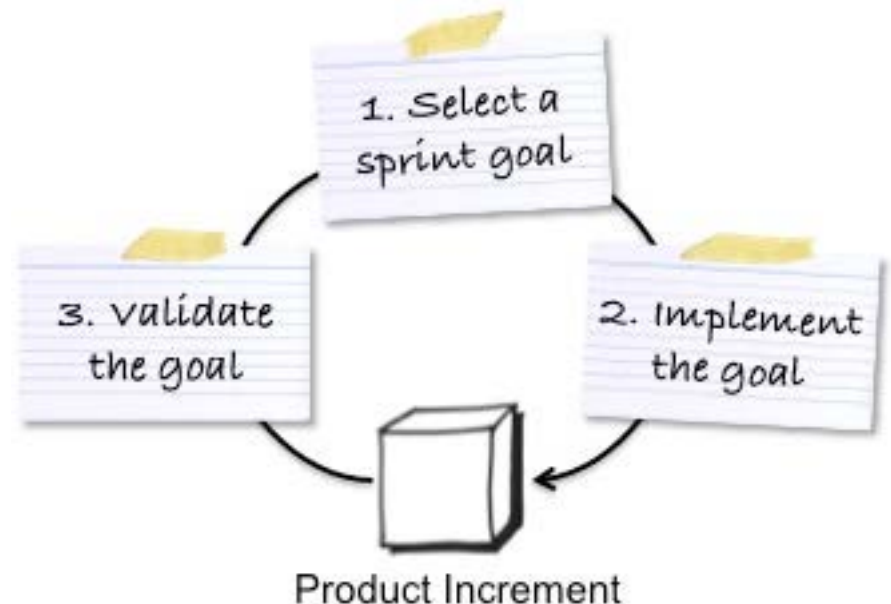 1. Select a
sprint goal
2. Implement
the goal
3. Validate
the goal
Product Increment